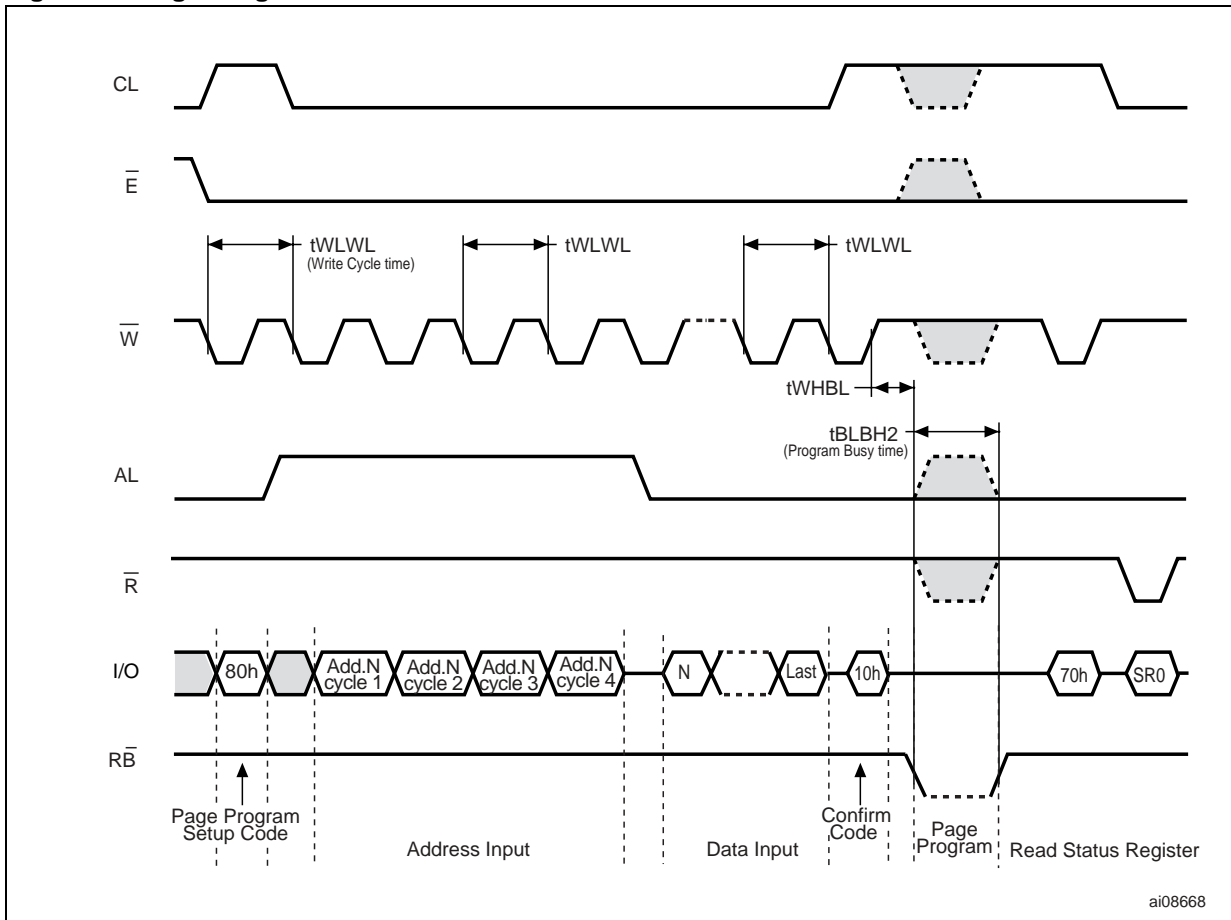 CL
E
tWLWL
(Write Cycle time)
tWLWL
tWLWL
W
tWHBL
tBLBH2
(Program Busy time)
AL
R
I/O
80h
Add.N
cycle 1
Add.N
cycle 2
Add.N
cycle 3
Add.N
cycle 4
N
Last
10h
70h
SR0
RB
Page Program
Setup Code
Address Input
Data Input
Confirm
Code
Page
Program
Read Status Register
ai08668